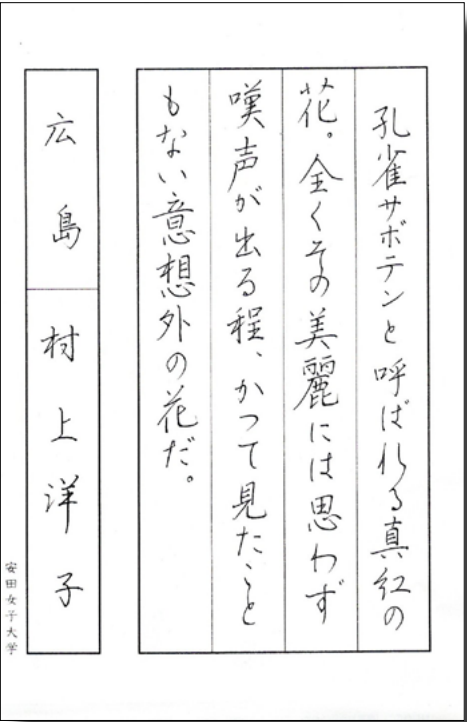 孔雀サボテンと呼ばれる真紅の
花。全くその美麗には思わず
嘆声が出る程、かつて見たこと
もない意想外の花だ。
広島 村上洋子
安田女子大学